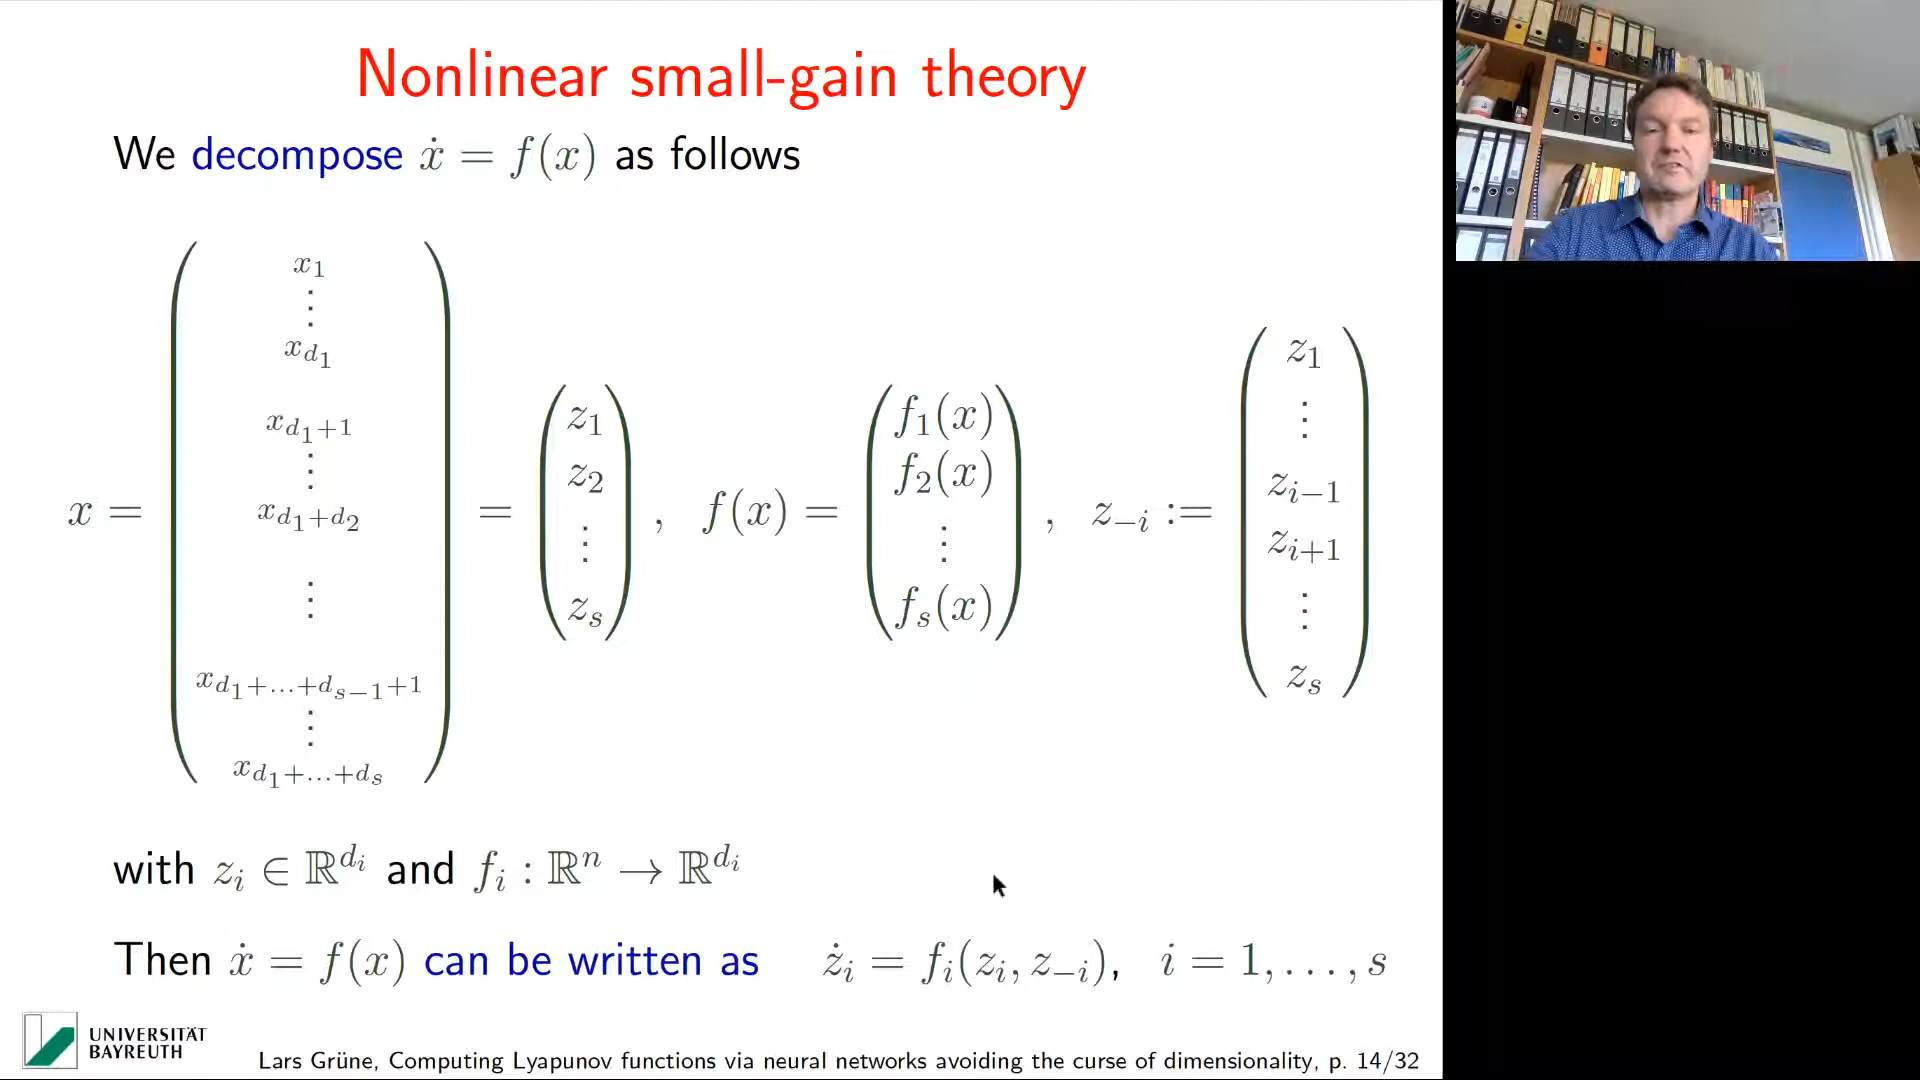 Nonlinear small-gain theory
We decompose ẋ = f(x) as follows
x = ( x_1 ⋮ x_{d_1} x_{d_1+1} ⋮ x_{d_1+d_2} ⋮ x_{d_1+...+d_{s-1}+1} ⋮ x_{d_1+...+d_s} ) = ( z_1 z_2 ⋮ z_s ) , f(x) = ( f_1(x) f_2(x) ⋮ f_s(x) ) , z_{-i} := ( z_1 ⋮ z_{i-1} z_{i+1} ⋮ z_s )
with z_i ∈ ℝ^{d_i} and f_i : ℝ^n → ℝ^{d_i}
Then ẋ = f(x) can be written as ż_i = f_i(z_i, z_{-i}), i = 1, . . . , s
UNIVERSITÄT
BAYREUTH
Lars Grüne, Computing Lyapunov functions via neural networks avoiding the curse of dimensionality, p. 14/32